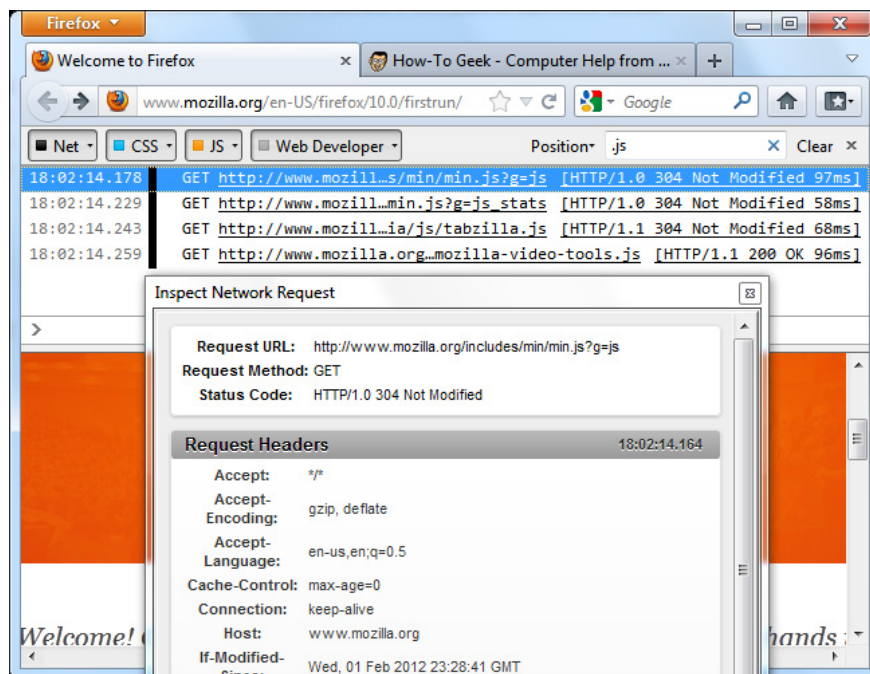 Firefox
Welcome to Firefox × How-To Geek - Computer Help from ... × +
www.mozilla.org/en-US/firefox/10.0/firstrun/ Google
Net CSS JS Web Developer Position .js × Clear ×
18:02:14.178 GET http://www.mozill…s/min/min.js?g=js [HTTP/1.0 304 Not Modified 97ms]
18:02:14.229 GET http://www.mozill…min.js?g=js_stats [HTTP/1.0 304 Not Modified 58ms]
18:02:14.243 GET http://www.mozill…ia/js/tabzilla.js [HTTP/1.1 304 Not Modified 68ms]
18:02:14.259 GET http://www.mozilla.org…mozilla-video-tools.js [HTTP/1.1 200 OK 96ms]
Inspect Network Request
>
Request URL: http://www.mozilla.org/includes/min/min.js?g=js
Request Method: GET
Status Code: HTTP/1.0 304 Not Modified
Request Headers 18:02:14.164
Accept: */*
Accept-
Encoding: gzip, deflate
Accept-
Language: en-us,en;q=0.5
Cache-Control: max-age=0
Connection: keep-alive
Host: www.mozilla.org
If-Modified-
Wed, 01 Feb 2012 23:28:41 GMT
Welcome! hands